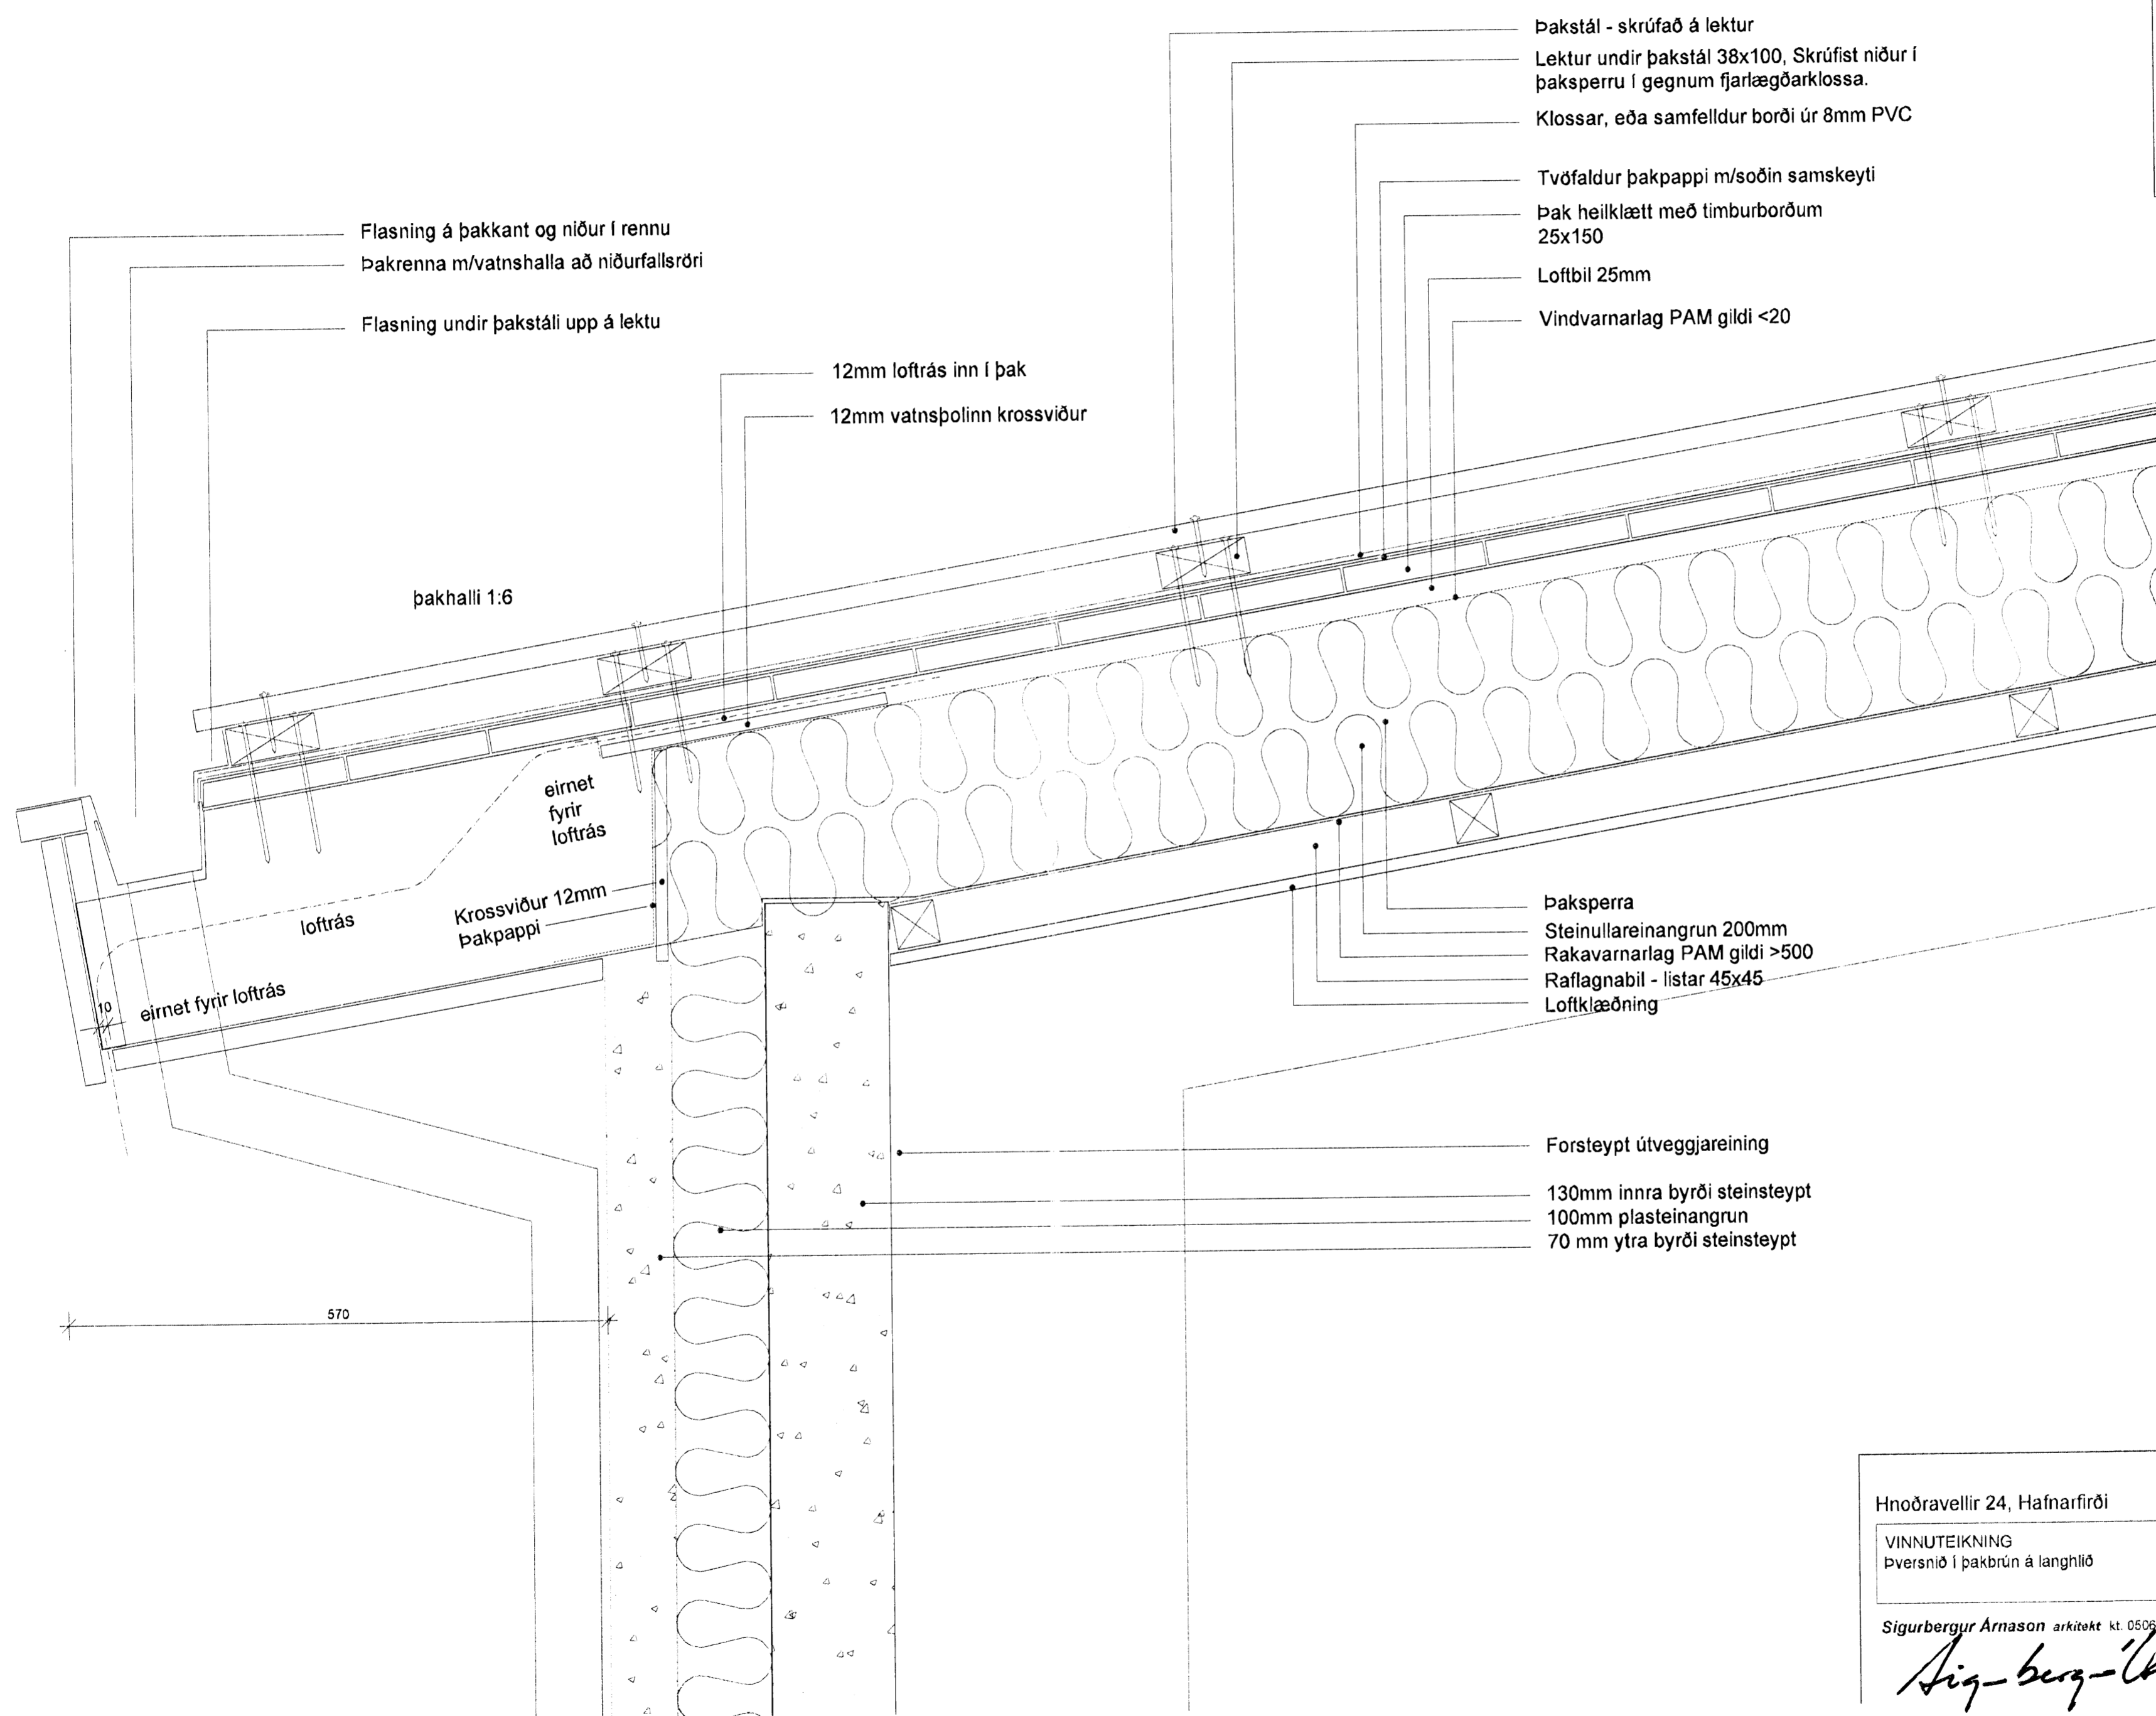 Þakstál - skrúfað á lektur
Lektur undir þakstál 38x100, Skrúfist niður í
þaksperru í gegnum fjarlægðarklossa.
Klossar, eða samfelldur borði úr 8mm PVC
Tvöfaldur þakpappi m/soðin samskeyti
Þak heilklætt með timburborðum
25x150
Loftbil 25mm
Vindvarnarlag PAM gildi <20
Flasning á þakkant og niður í rennu
Þakrenna m/vatnshalla að niðurfallsröri
Flasning undir þakstáli upp á lektu
12mm loftrás inn í þak
12mm vatnsþolinn krossviður
þakhalli 1:6
eirnet
fyrir
loftrás
Krossviður 12mm
Þakpappi
loftrás
eirnet fyrir loftrás
10
Þaksperra
Steinullareinangrun 200mm
Rakavarnarlag PAM gildi >500
Raflagnabil - listar 45x45
Loftklæðning
Forsteypt útveggjareining
130mm innra byrði steinsteypt
100mm plasteinangrun
70 mm ytra byrði steinsteypt
570
Hnoðravellir 24, Hafnarfirði
VINNUTEIKNING
Þversnið í þakbrún á langhlið
Sigurbergur Árnason arkitekt kt. 0506